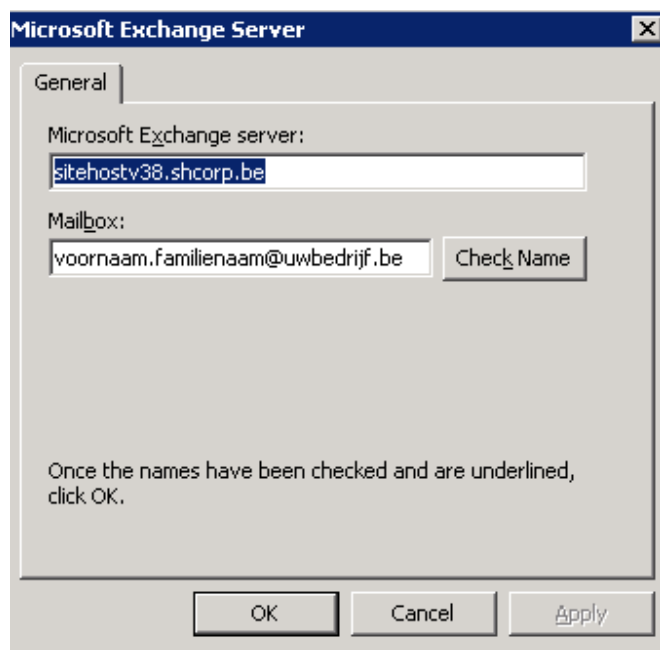 Microsoft Exchange Server
General
Microsoft Exchange server:
sitehostv38.shcorp.be
Mailbox:
voornaam.familienaam@uwbedrijf.be
Check Name
Once the names have been checked and are underlined,
click OK.
OK
Cancel
Apply